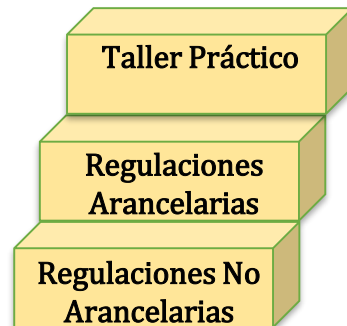 Taller Práctico
Regulaciones
Arancelarias
Regulaciones No
Arancelarias